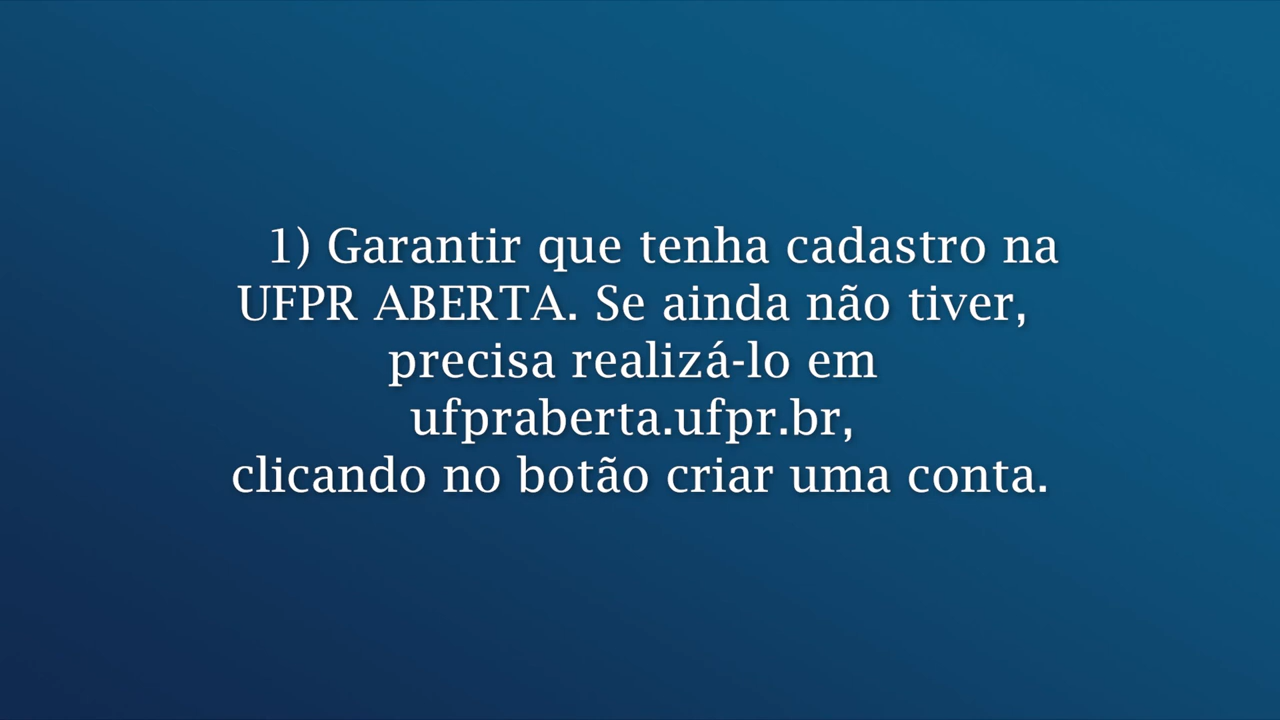 1) Garantir que tenha cadastro na
UFPR ABERTA. Se ainda não tiver,
precisa realizá-lo em
ufpraberta.ufpr.br,
clicando no botão criar uma conta.